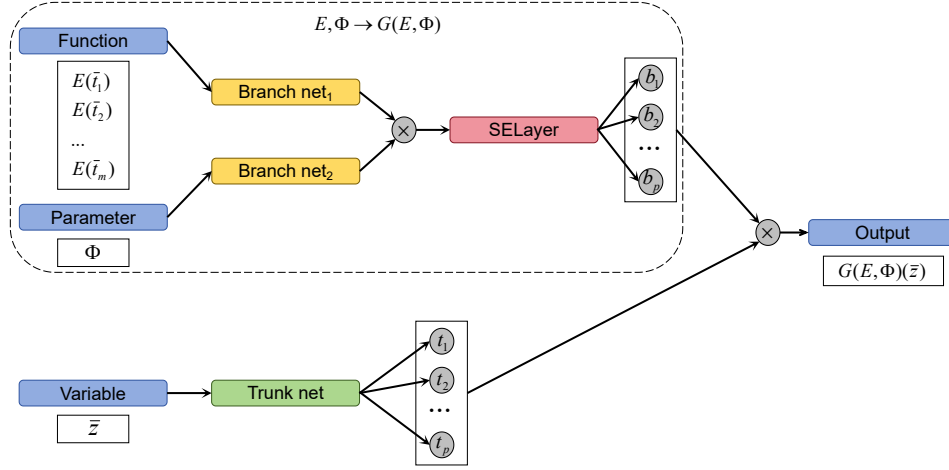 E, Φ → G(E, Φ)
Function
E(t̄₁)
E(t̄₂)
...
E(t̄ₘ)
Branch net₁
Branch net₂
×
SELayer
b₁
b₂
...
bₚ
Parameter
Φ
×
Output
G(E, Φ)(z̄)
Variable
z̄
Trunk net
t₁
t₂
...
tₚ